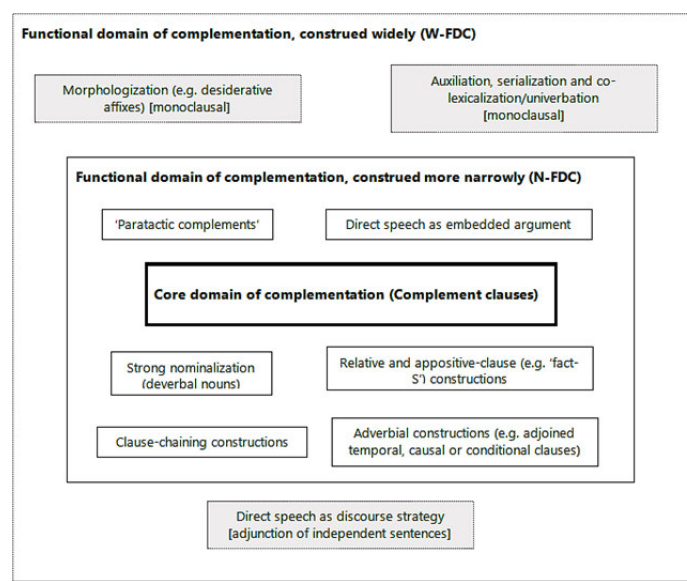 Functional domain of complementation, construed widely (W-FDC)
Morphologization (e.g. desiderative
affixes) [monoclausal]
Auxiliation, serialization and co-
lexicalization/univerbation
[monoclausal]
Functional domain of complementation, construed more narrowly (N-FDC)
‘Paratactic complements‘
Direct speech as embedded argument
Core domain of complementation (Complement clauses)
Strong nominalization
(deverbal nouns)
Relative and appositive-clause (e.g. ‘fact-
S’) constructions
Clause-chaining constructions
Adverbial constructions (e.g. adjoined
temporal, causal or conditional clauses)
Direct speech as discourse strategy
[adjunction of independent sentences]